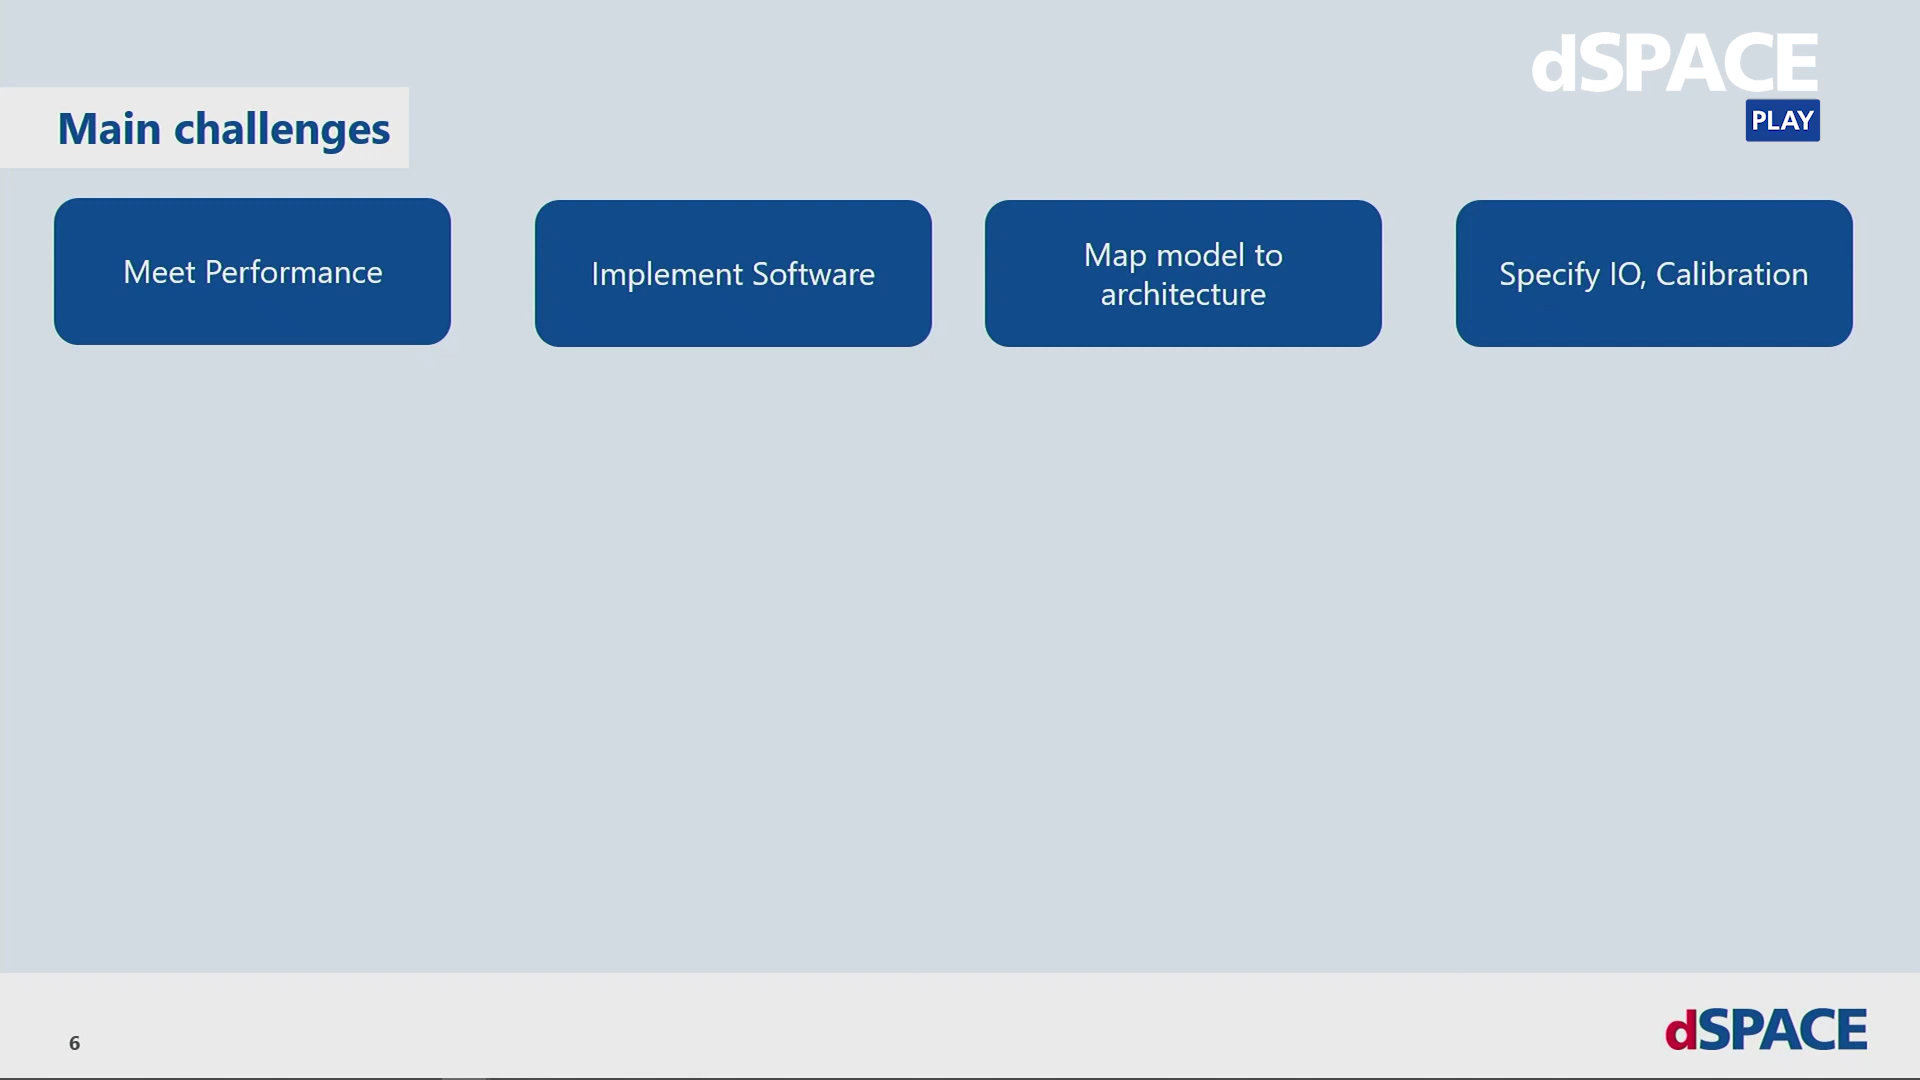 dSPACE
PLAY
Main challenges
Meet Performance
Implement Software
Map model to
architecture
Specify IO, Calibration
6
dSPACE